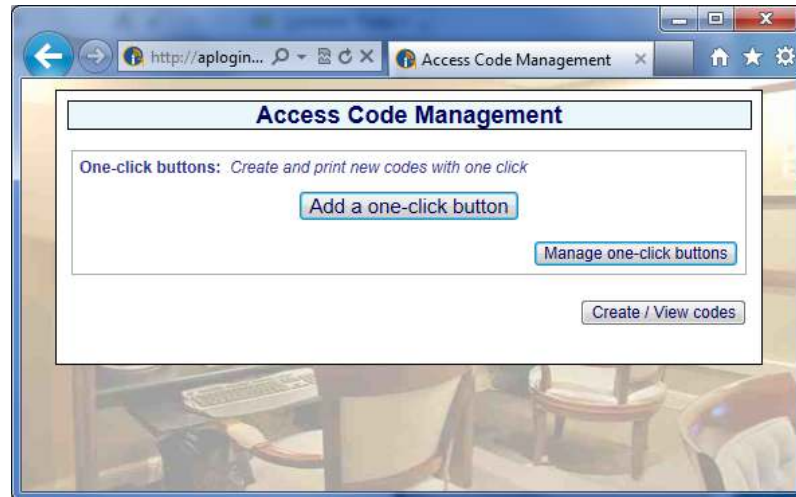 http://aplogin...
Access Code Management
Access Code Management
One-click buttons: Create and print new codes with one click
Add a one-click button
Manage one-click buttons
Create / View codes